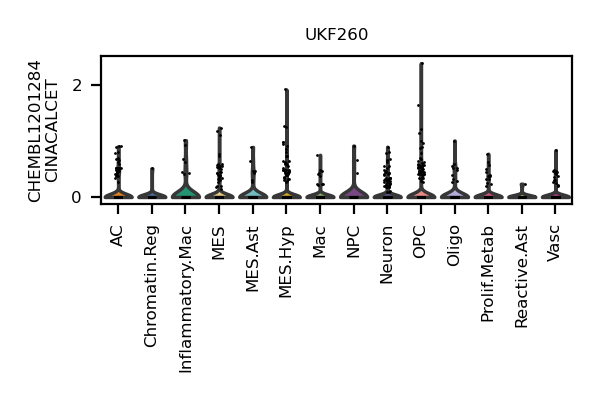 UKF260
CHEMBL1201284
CINACALCET
2
0
AC
Chromatin.Reg
Inflammatory.Mac
MES
MES.Ast
MES.Hyp
Mac
NPC
Neuron
OPC
Oligo
Prolif.Metab
Reactive.Ast
Vasc